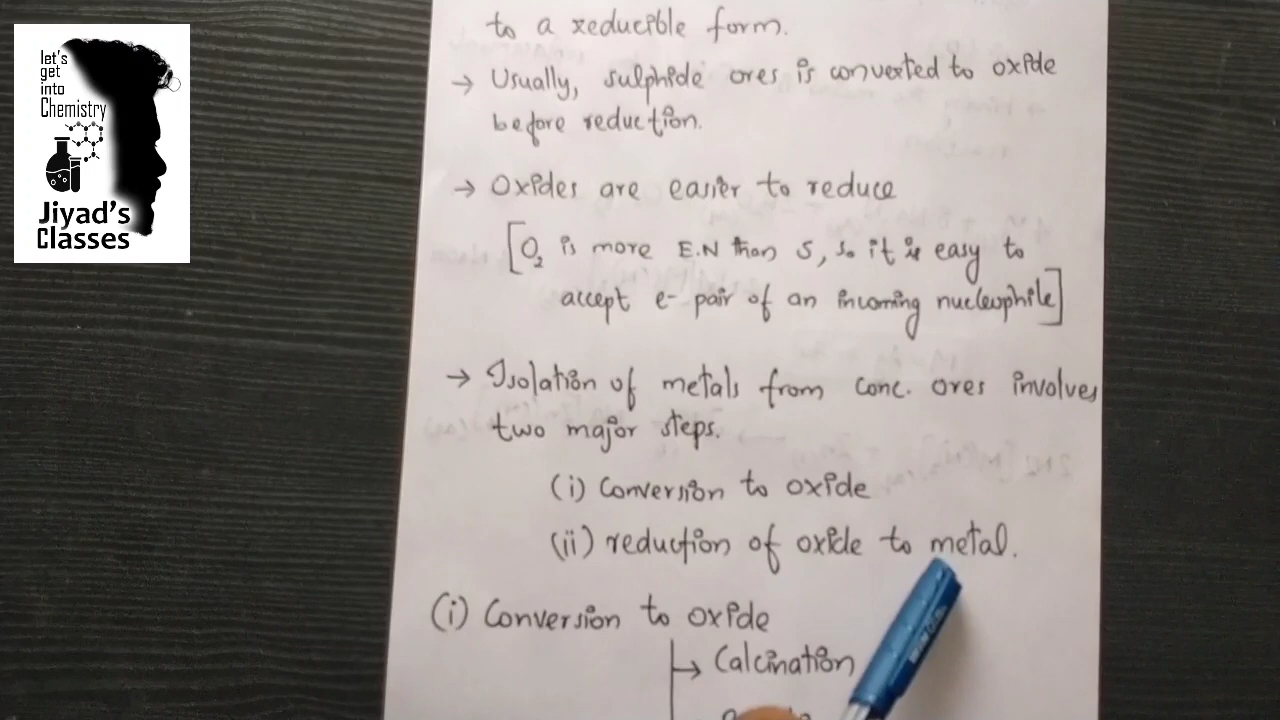 let's
get
into
Chemistry
Jiyad's
Classes
to a reducible form.
→ Usually, sulphide ores is converted to oxide
before reduction.
→ Oxides are easier to reduce
[O₂ is more E.N than S, so it is easy to
accept e- pair of an incoming nucleophile]
→ Isolation of metals from conc. ores involves
two major steps.
(i) Conversion to oxide
(ii) reduction of oxide to metal.
(i) Conversion to oxide
→ Calcination